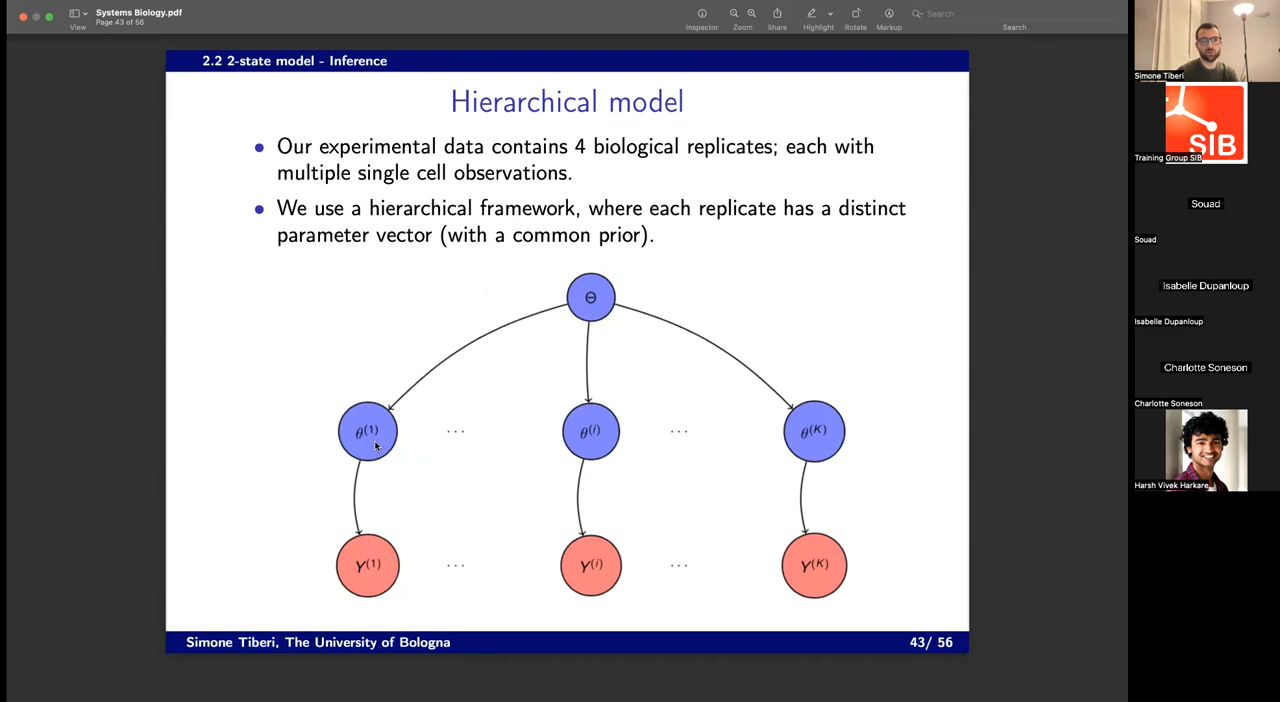 Systems Biology.pdf
Page 43 of 56
View
Inspector
Zoom
Share
Highlight
Rotate
Markup
Search
Search
2.2 2-state model - Inference
Hierarchical model
• Our experimental data contains 4 biological replicates; each with
multiple single cell observations.
• We use a hierarchical framework, where each replicate has a distinct
parameter vector (with a common prior).
Θ
θ(1) ... θ(i) ... θ(K)
Y(1) ... Y(i) ... Y(K)
Simone Tiberi, The University of Bologna
43/ 56
Simone Tiberi
SIB
Training Group SIB
Souad
Souad
Isabelle Dupanloup
Isabelle Dupanloup
Charlotte Soneson
Charlotte Soneson
Harsh Vivek Harkare